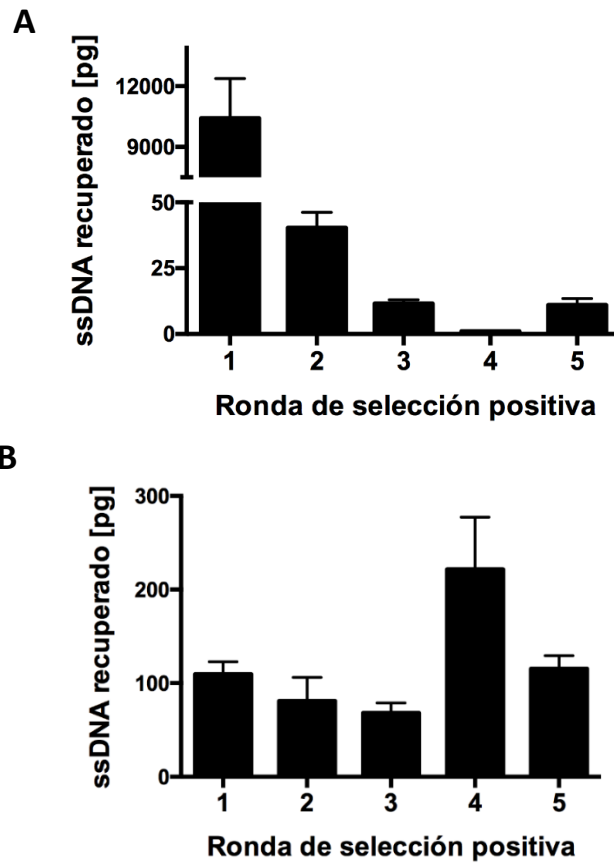 A
ssDNA recuperado [pg]
12000
9000
50
25
0
1 2 3 4 5
Ronda de selección positiva
B
ssDNA recuperado [pg]
300
200
100
0
1 2 3 4 5
Ronda de selección positiva